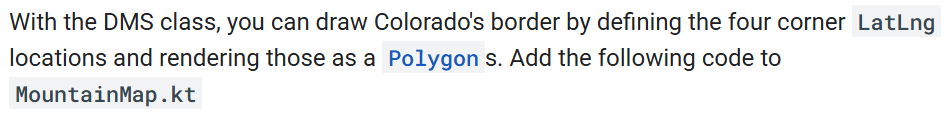 With the DMS class, you can draw Colorado's border by defining the four corner LatLng
locations and rendering those as a Polygon s. Add the following code to
MountainMap.kt